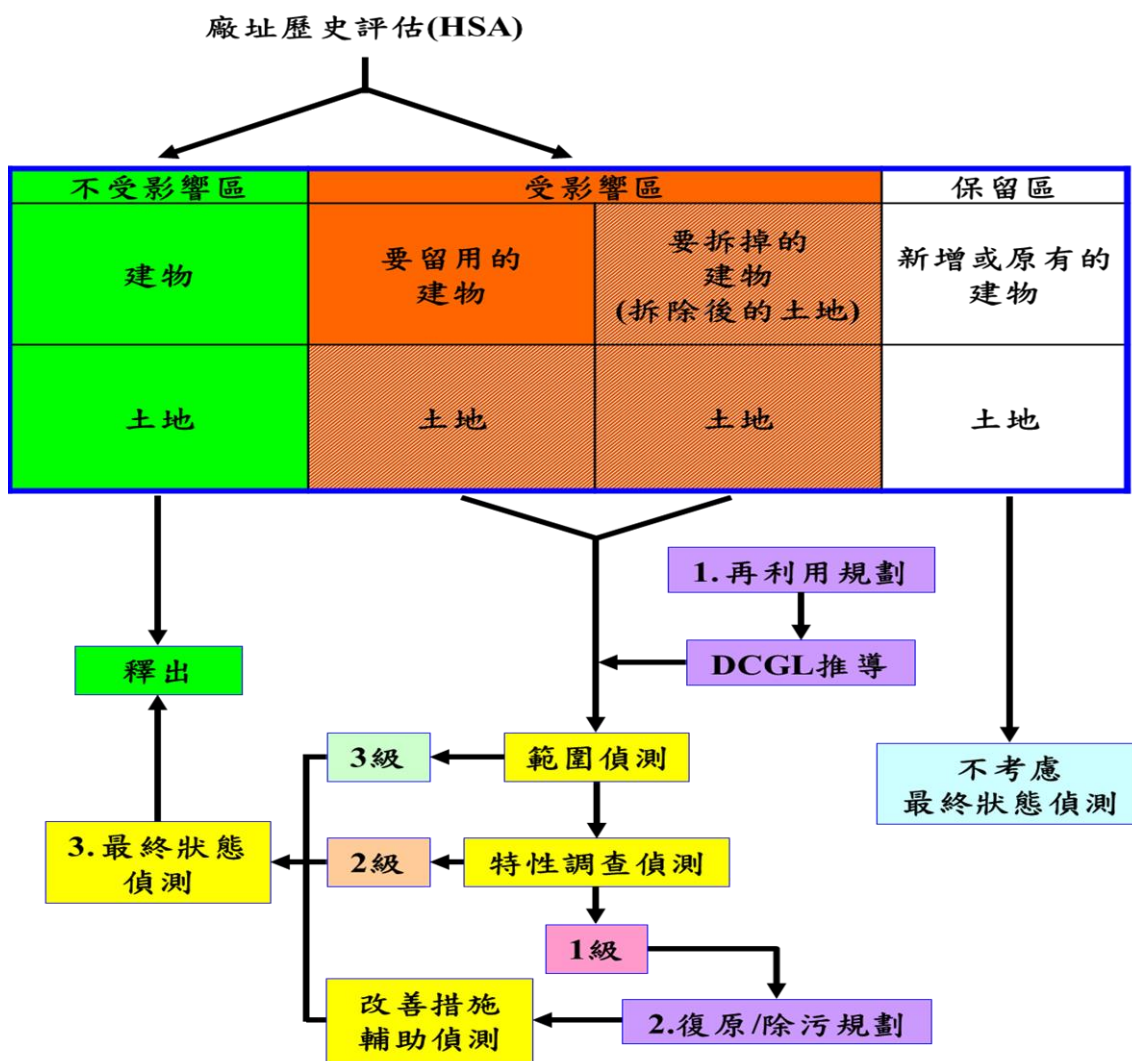 廠址歷史評估(HSA)
不受影響區
受影響區
保留區
建物
要留用的
建物
要拆掉的
建物
(拆除後的土地)
新增或原有的
建物
土地
土地
土地
土地
1.再利用規劃
釋出
DCGL推導
3級
範圍偵測
不考慮
最終狀態偵測
3.最終狀態
偵測
2級
特性調查偵測
1級
改善措施
輔助偵測
2.復原/除污規劃